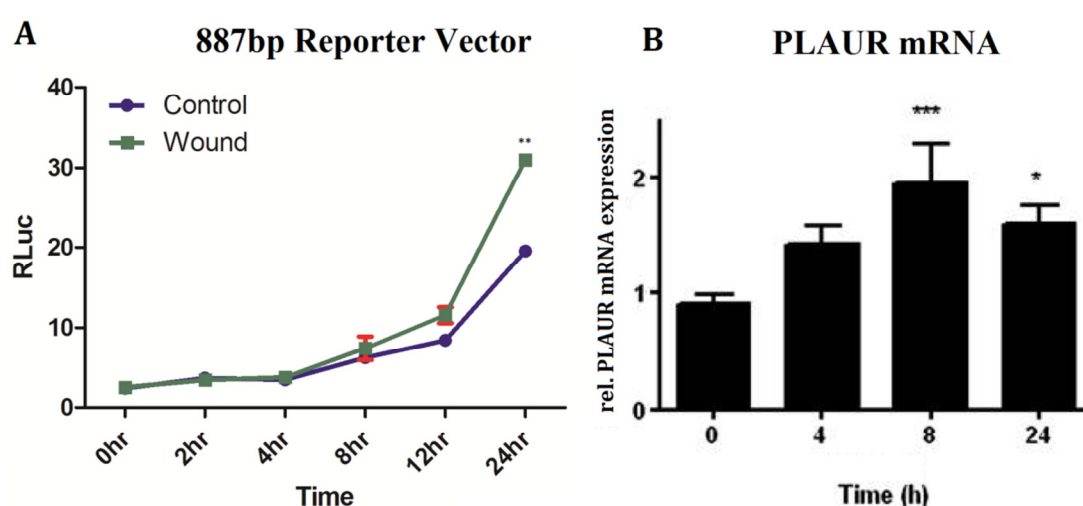 A
887bp Reporter Vector
40
30
20
10
0
RLuc
Control
Wound
**
0hr
2hr
4hr
8hr
12hr
24hr
Time
B
PLAUR mRNA
rel. PLAUR mRNA expression
2
1
0
***
*
0
4
8
24
Time (h)